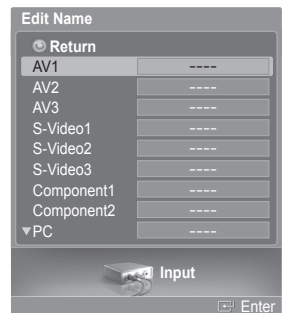 Edit Name
Return
AV1 ----
AV2 ----
AV3 ----
S-Video1 ----
S-Video2 ----
S-Video3 ----
Component1 ----
Component2 ----
▼PC ----
Input
Enter